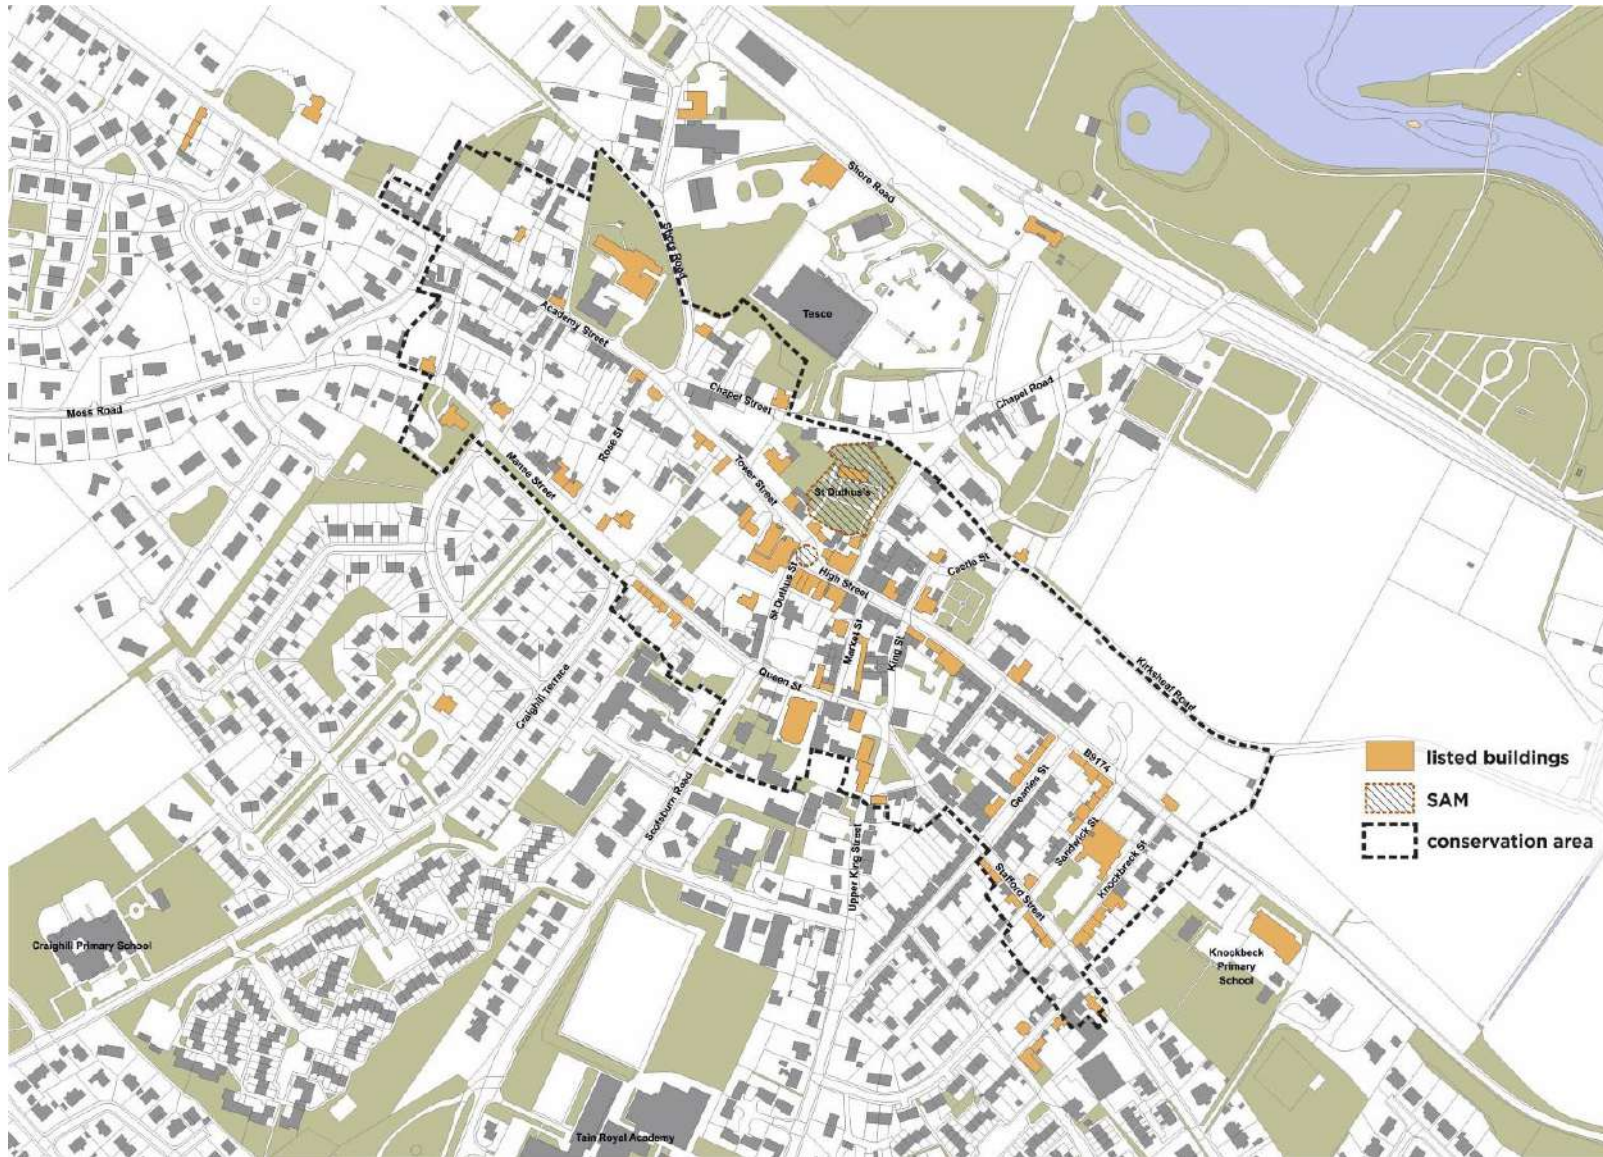 Shore Road
Shore Road
Tesco
Academy Street
Chapel Street
Chapel Road
Moss Road
Rose St
Manse Street
Tower Street
St Duthus's
Castle St
High Street
St Duthus St
Market St
King St
Queen St
Kirksheaf Road
Craighill Terrace
B9174
Geanies St
listed buildings
SAM
conservation area
Scotsburn Road
Sandwick St
Knockbreck St
Stafford Street
Upper King Street
Craighill Primary School
Knockbeck
Primary
School
Tain Royal Academy